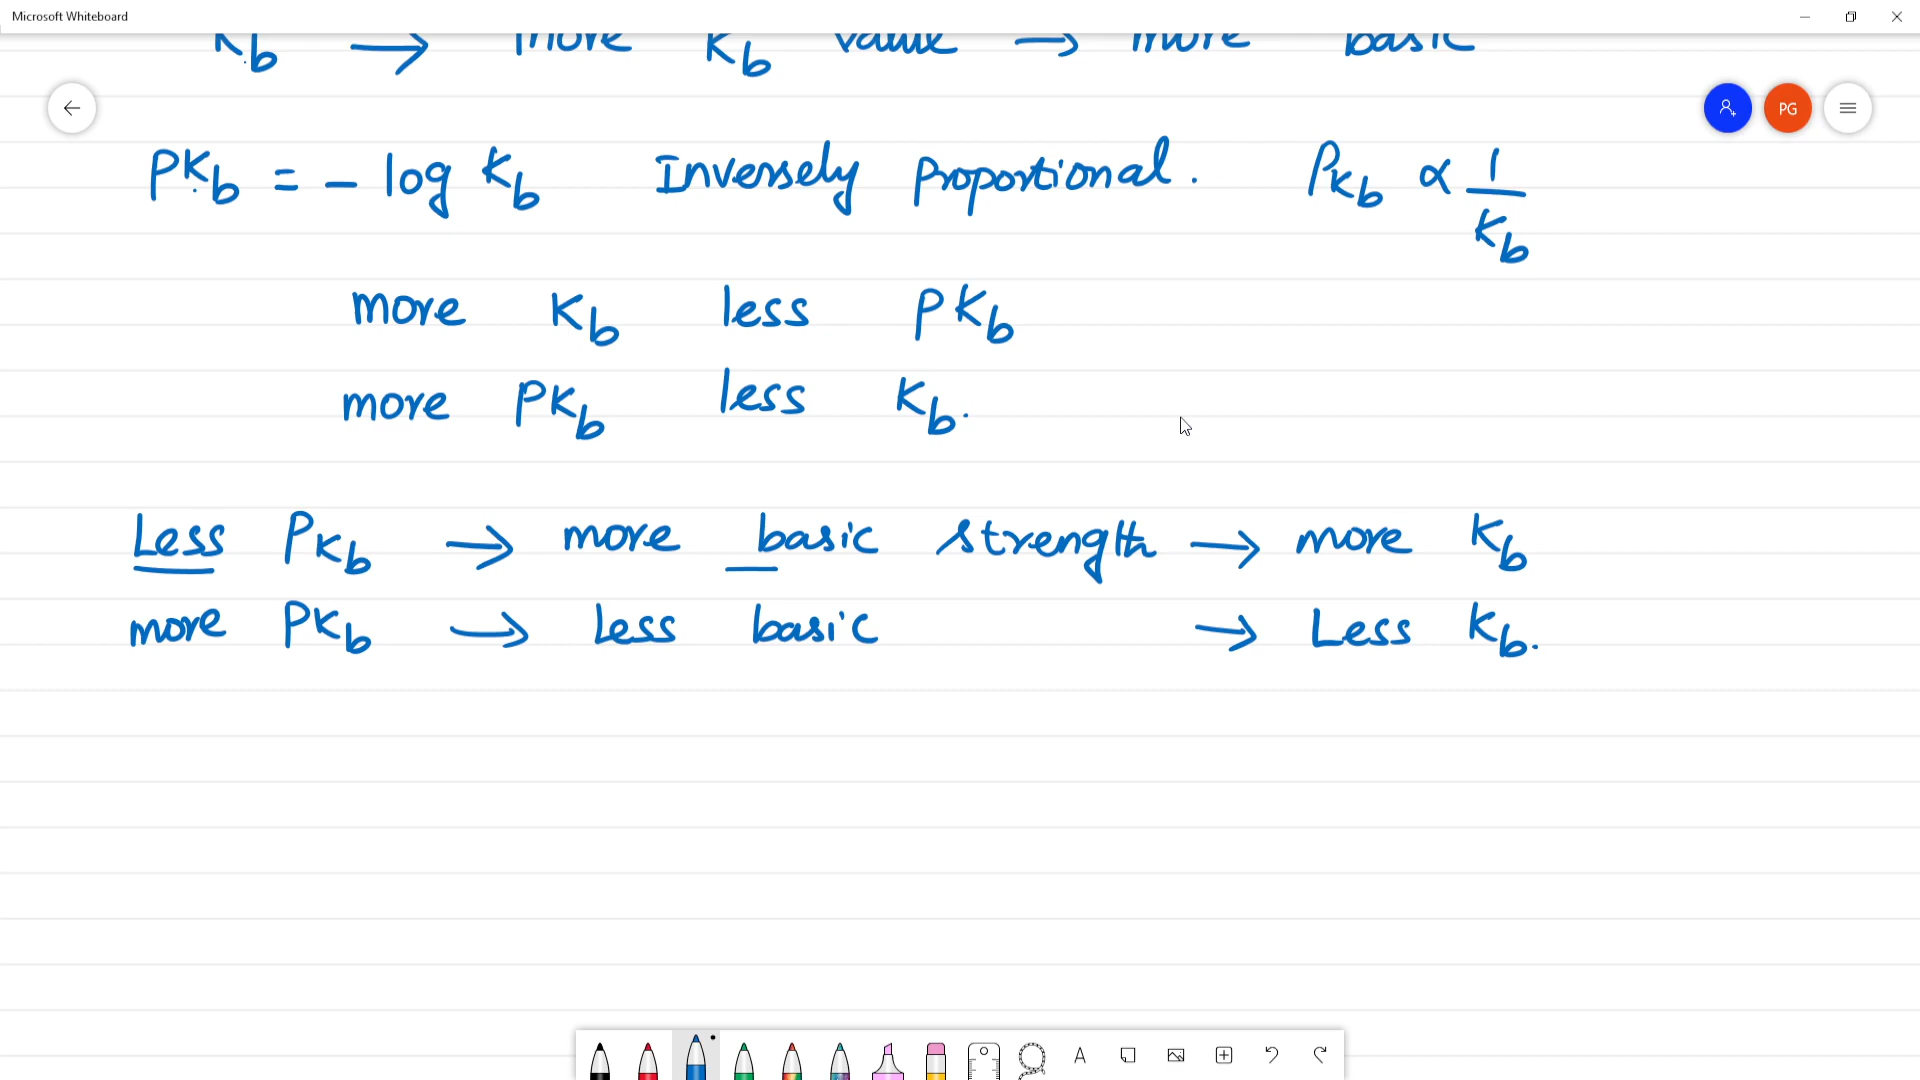 Microsoft Whiteboard
Kb → more Kb value → more basic
PG
PKb = - log Kb Inversely Proportional. PKb ∝ 1/Kb
more Kb less PKb
more PKb less Kb.
Less PKb → more basic strength → more Kb
more PKb → Less basic → Less Kb.
A